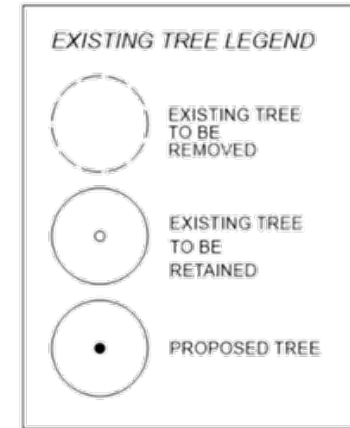 EXISTING TREE LEGEND
EXISTING TREE
TO BE
REMOVED
EXISTING TREE
TO BE
RETAINED
PROPOSED TREE